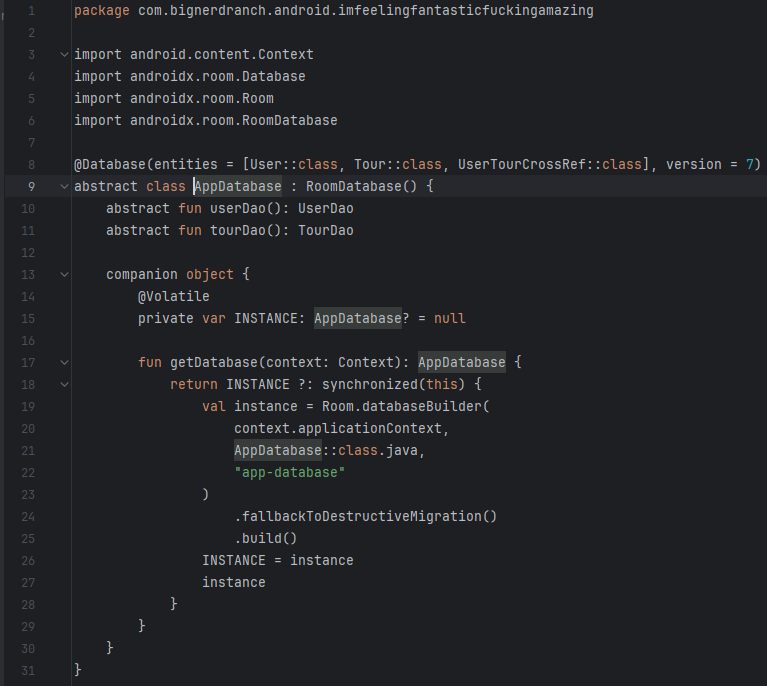 1 package com.bignerdranch.android.imfeelingfantasticfuckingamazing
2
3 import android.content.Context
4 import androidx.room.Database
5 import androidx.room.Room
6 import androidx.room.RoomDatabase
7
8 @Database(entities = [User::class, Tour::class, UserTourCrossRef::class], version = 7)
9 abstract class AppDatabase : RoomDatabase() {
10     abstract fun userDao(): UserDao
11     abstract fun tourDao(): TourDao
12
13     companion object {
14         @Volatile
15         private var INSTANCE: AppDatabase? = null
16
17         fun getDatabase(context: Context): AppDatabase {
18             return INSTANCE ?: synchronized(this) {
19                 val instance = Room.databaseBuilder(
20                     context.applicationContext,
21                     AppDatabase::class.java,
22                     "app-database"
23                 )
24                     .fallbackToDestructiveMigration()
25                     .build()
26                 INSTANCE = instance
27                 instance
28             }
29         }
30     }
31 }